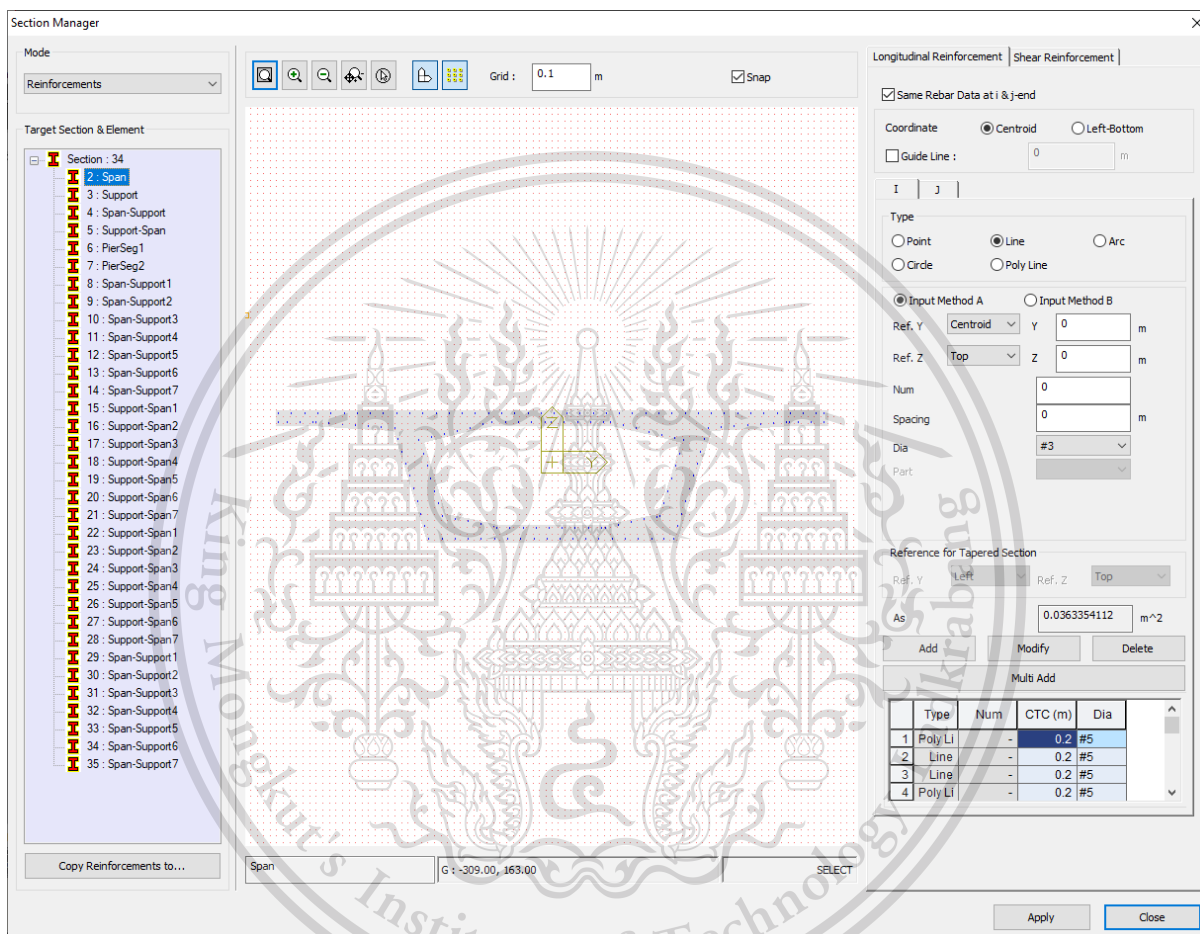 Section Manager
Mode
Reinforcements
Target Section & Element
Section : 34
2 : Span
3 : Support
4 : Span-Support
5 : Support-Span
6 : PierSeg1
7 : PierSeg2
8 : Span-Support1
9 : Span-Support2
10 : Span-Support3
11 : Span-Support4
12 : Span-Support5
13 : Span-Support6
14 : Span-Support7
15 : Support-Span1
16 : Support-Span2
17 : Support-Span3
18 : Support-Span4
19 : Support-Span5
20 : Support-Span6
21 : Support-Span7
22 : Support-Span1
23 : Support-Span2
24 : Support-Span3
25 : Support-Span4
26 : Support-Span5
27 : Support-Span6
28 : Support-Span7
29 : Span-Support1
30 : Span-Support2
31 : Span-Support3
32 : Span-Support4
33 : Span-Support5
34 : Span-Support6
35 : Span-Support7
Copy Reinforcements to...
Grid : 0.1 m
Snap
Z
Y
Span
G : -309.00, 163.00
SELECT
Longitudinal Reinforcement
Shear Reinforcement
Same Rebar Data at i & j-end
Coordinate Centroid Left-Bottom
Guide Line : 0 m
I J
Type
Point Line Arc
Circle Poly Line
Input Method A Input Method B
Ref. Y Centroid Y 0 m
Ref. Z Top Z 0 m
Num 0
Spacing 0 m
Dia #3
Part
Reference for Tapered Section
Ref. Y Left Ref. Z Top
As 0.0363354112 m^2
Add Modify Delete
Multi Add
Type Num CTC (m) Dia
1 Poly Li - 0.2 #5
2 Line - 0.2 #5
3 Line - 0.2 #5
4 Poly Li - 0.2 #5
Apply Close
King Mongkut's Institute of Technology Ladkrabang